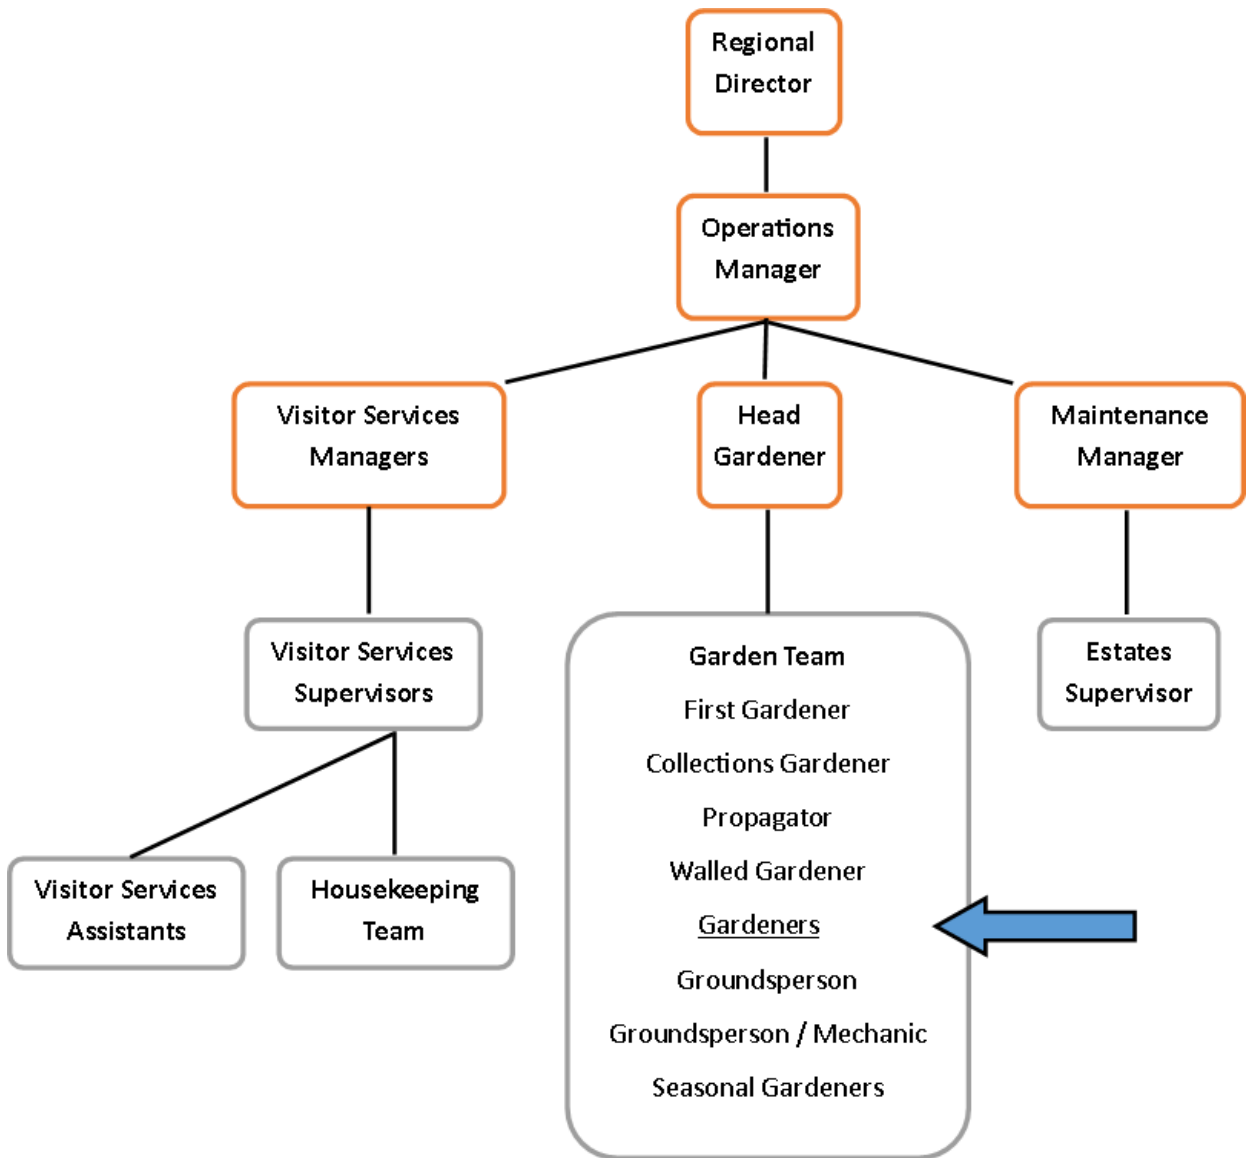 Regional
Director
Operations
Manager
Visitor Services
Managers
Head
Gardener
Maintenance
Manager
Visitor Services
Supervisors
Garden Team
First Gardener
Collections Gardener
Propagator
Walled Gardener
Gardeners
Groundsperson
Groundsperson / Mechanic
Seasonal Gardeners
Estates
Supervisor
Visitor Services
Assistants
Housekeeping
Team